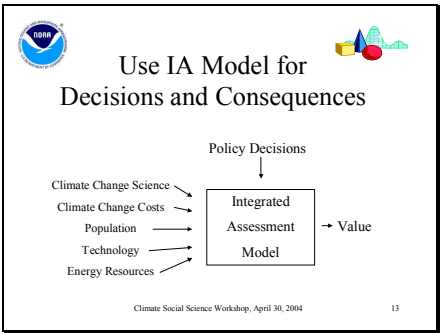 NOAA
Use IA Model for
Decisions and Consequences
Policy Decisions
Climate Change Science
Climate Change Costs
Population
Technology
Energy Resources
Integrated
Assessment
Model
Value
Climate Social Science Workshop, April 30, 2004
13